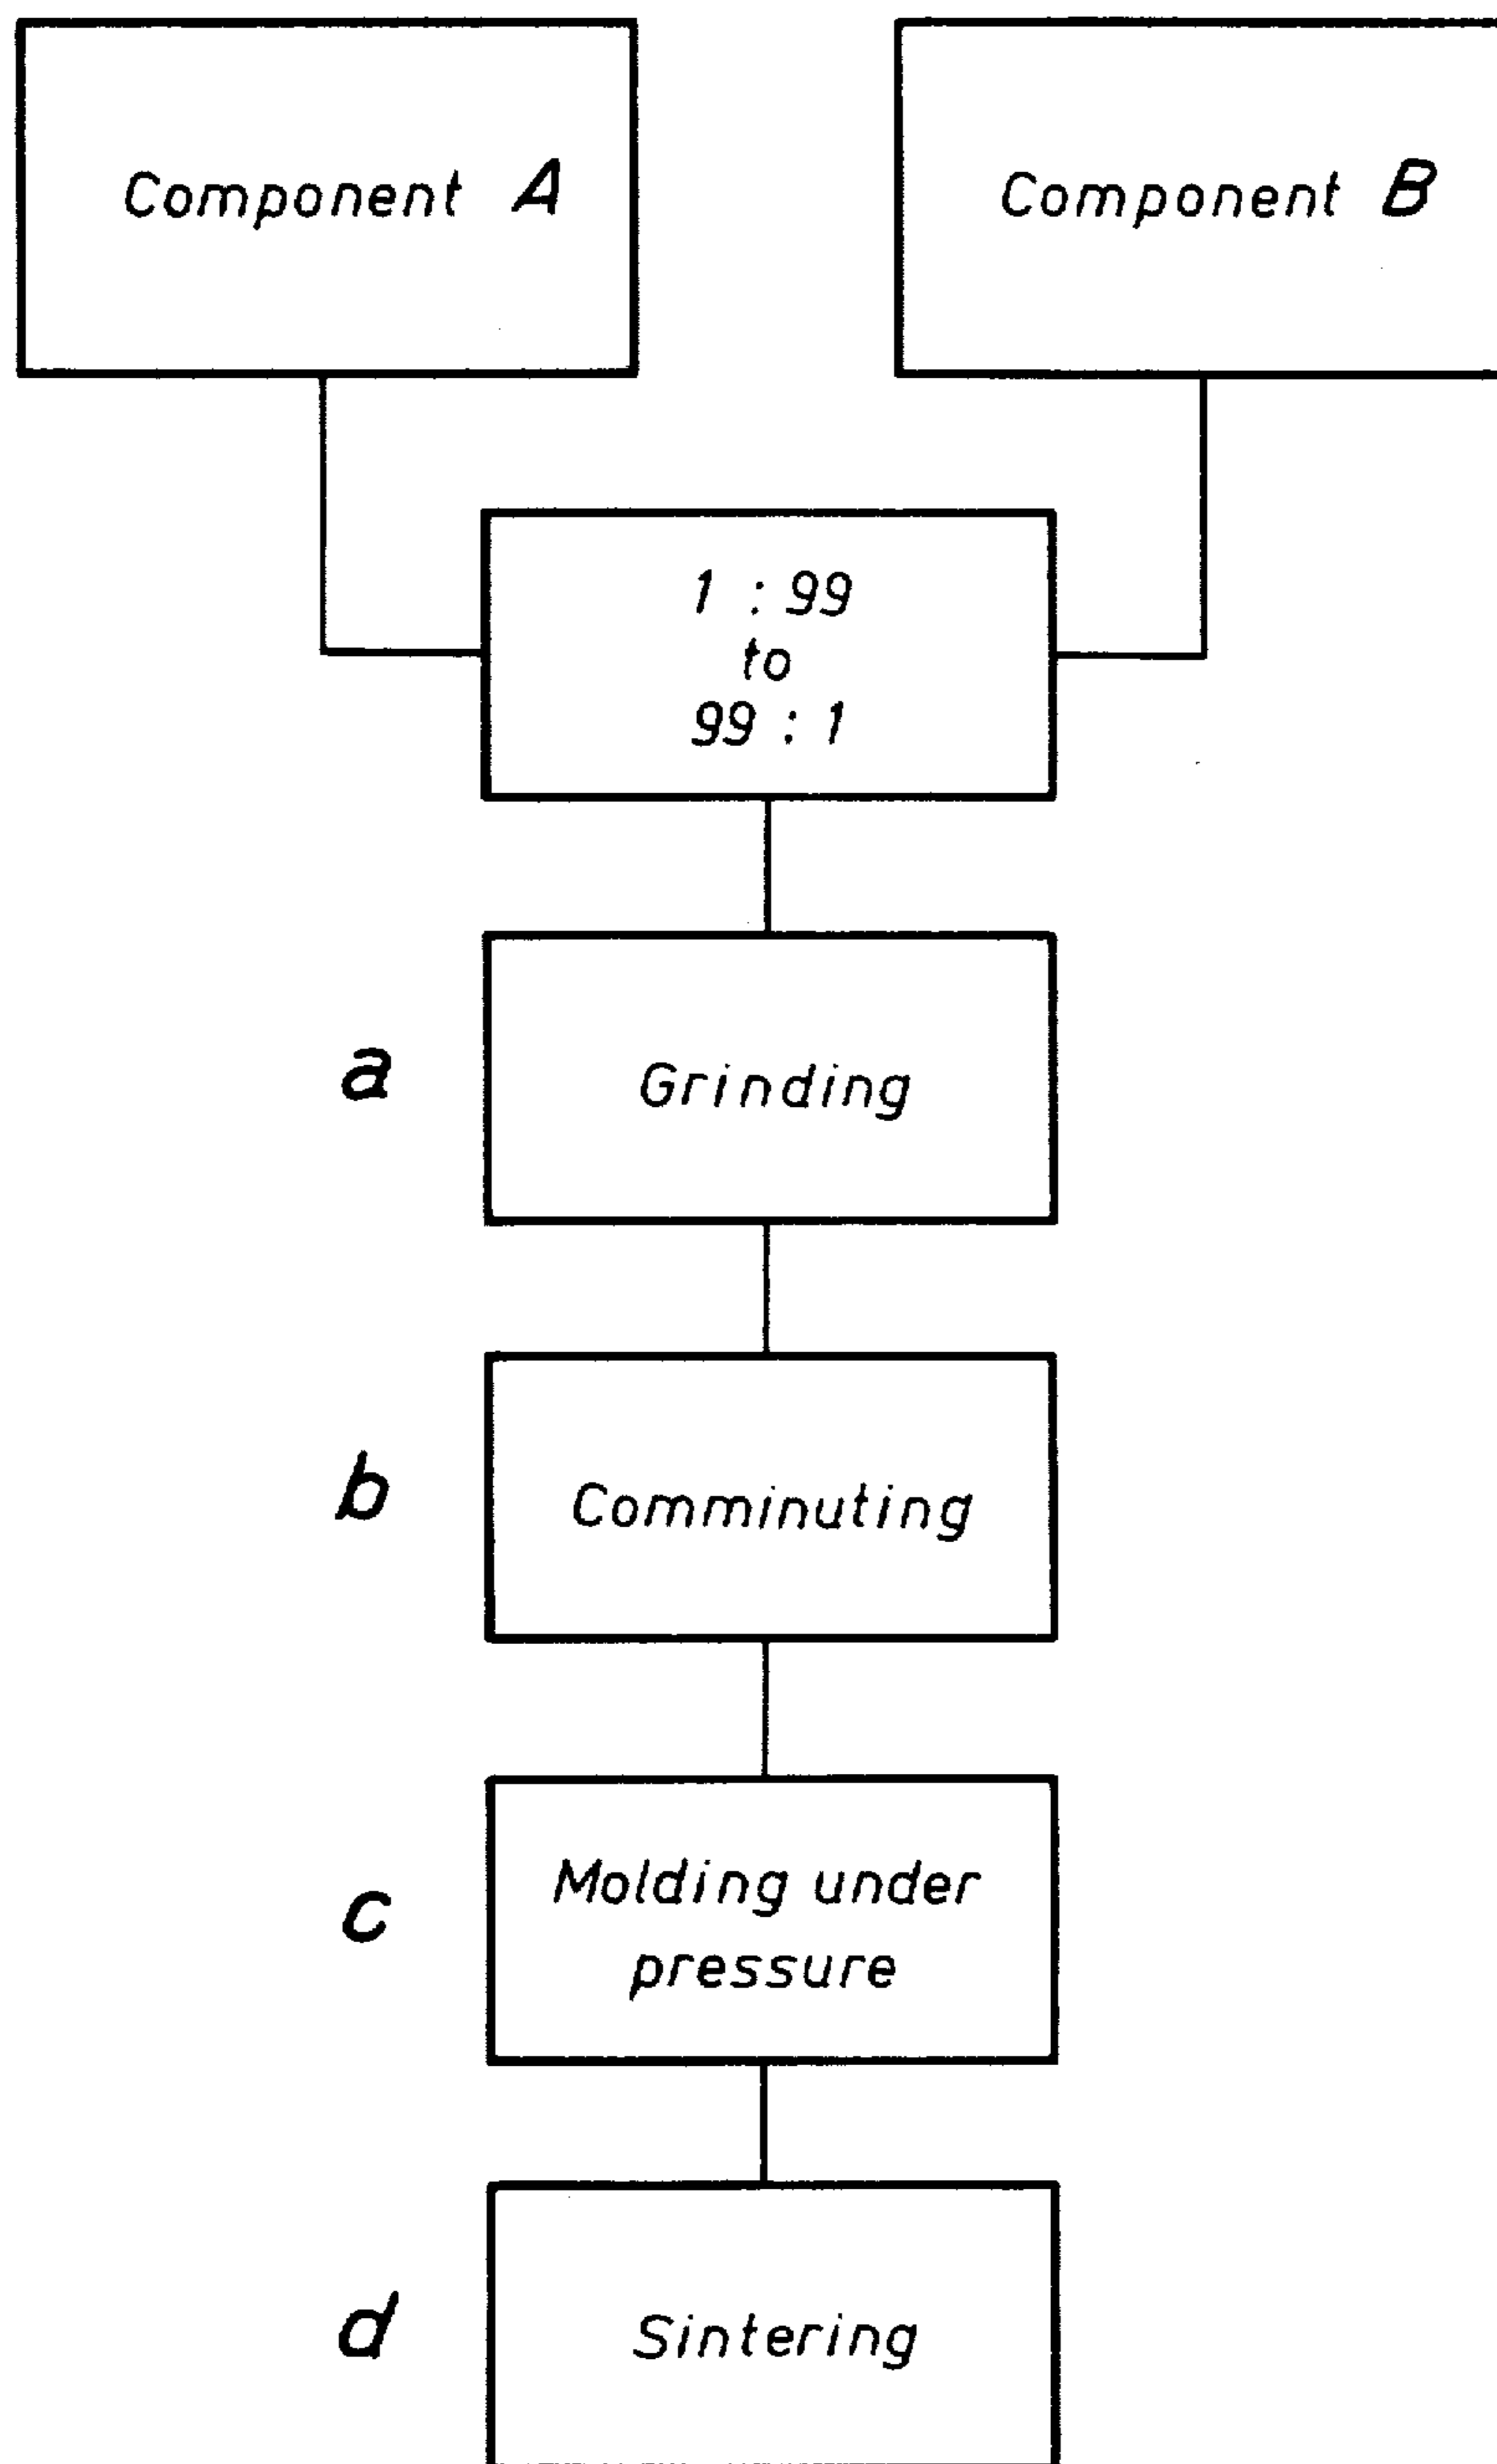 Component A
Component B
1 : 99
to
99 : 1
a
Grinding
b
Comminuting
c
Molding under
pressure
d
Sintering